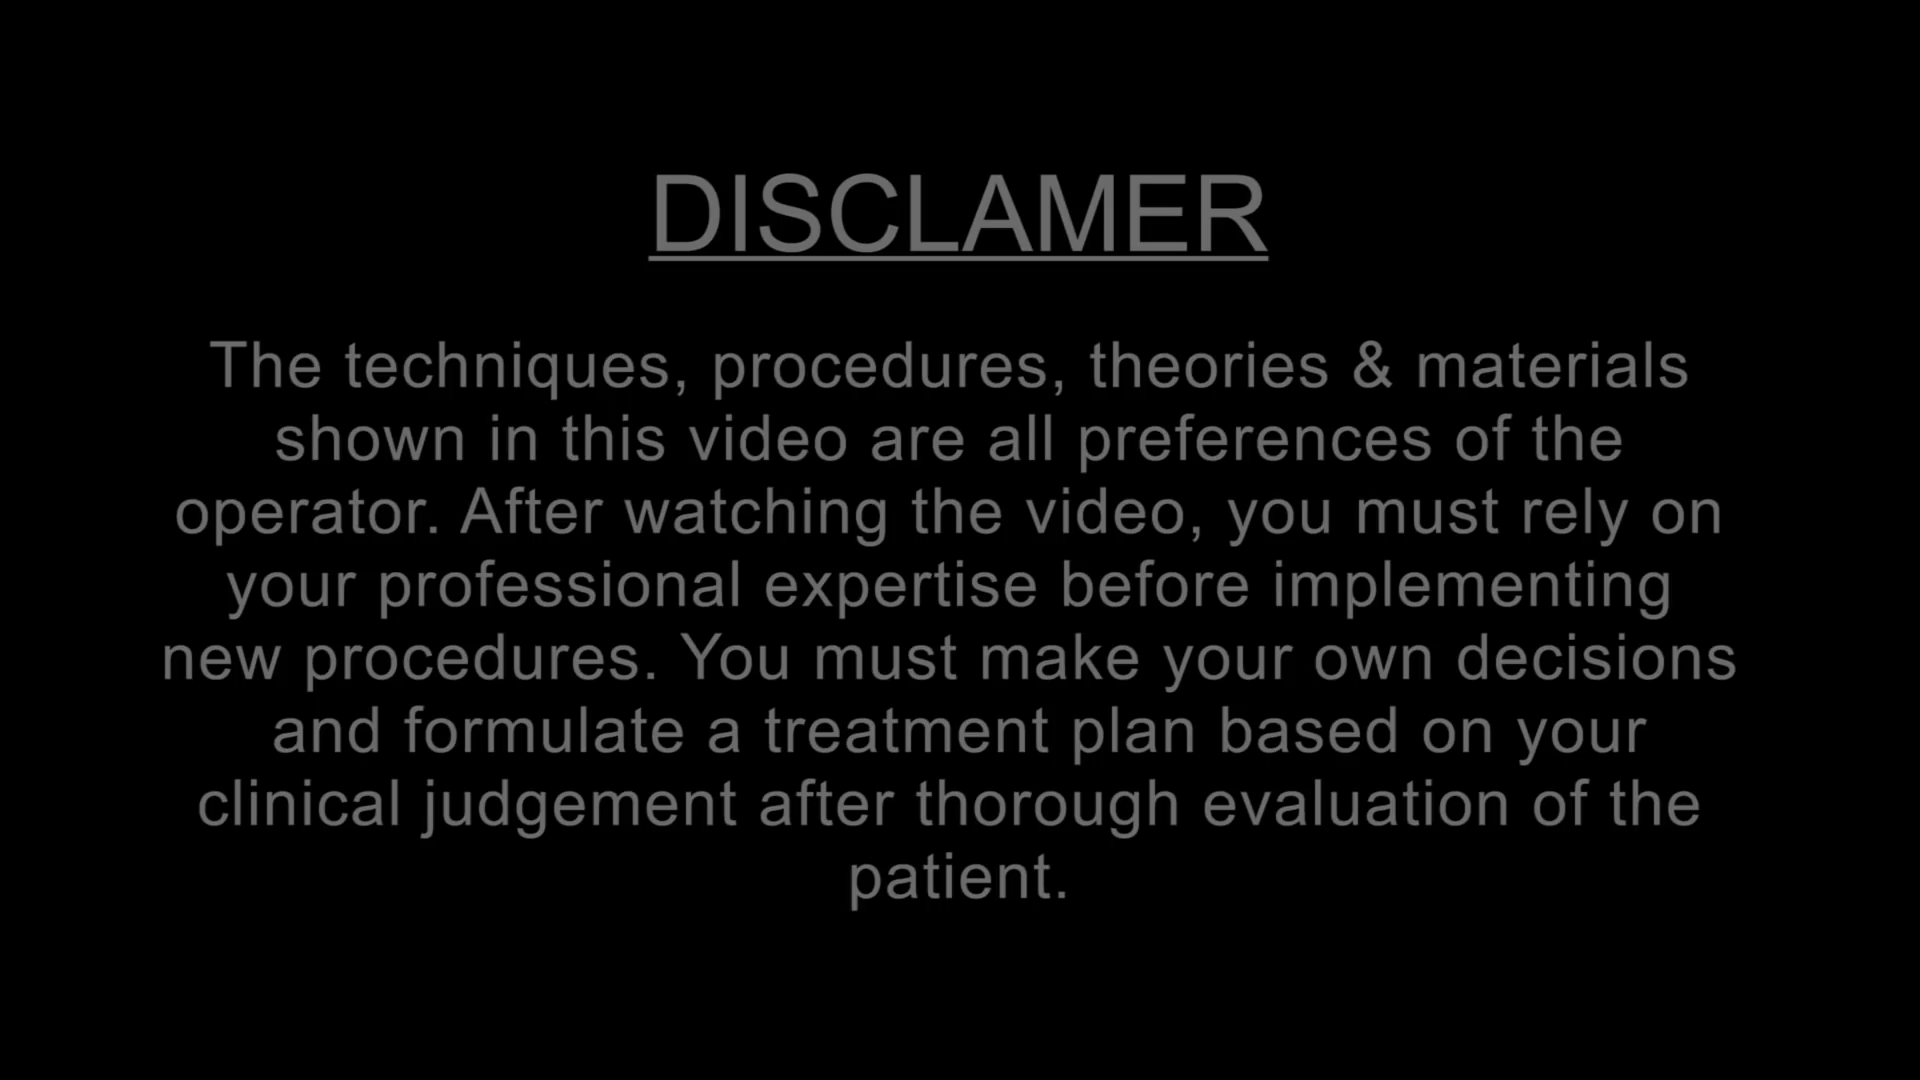 DISCLAMER
The techniques, procedures, theories & materials
shown in this video are all preferences of the
operator. After watching the video, you must rely on
your professional expertise before implementing
new procedures. You must make your own decisions
and formulate a treatment plan based on your
clinical judgement after thorough evaluation of the
patient.